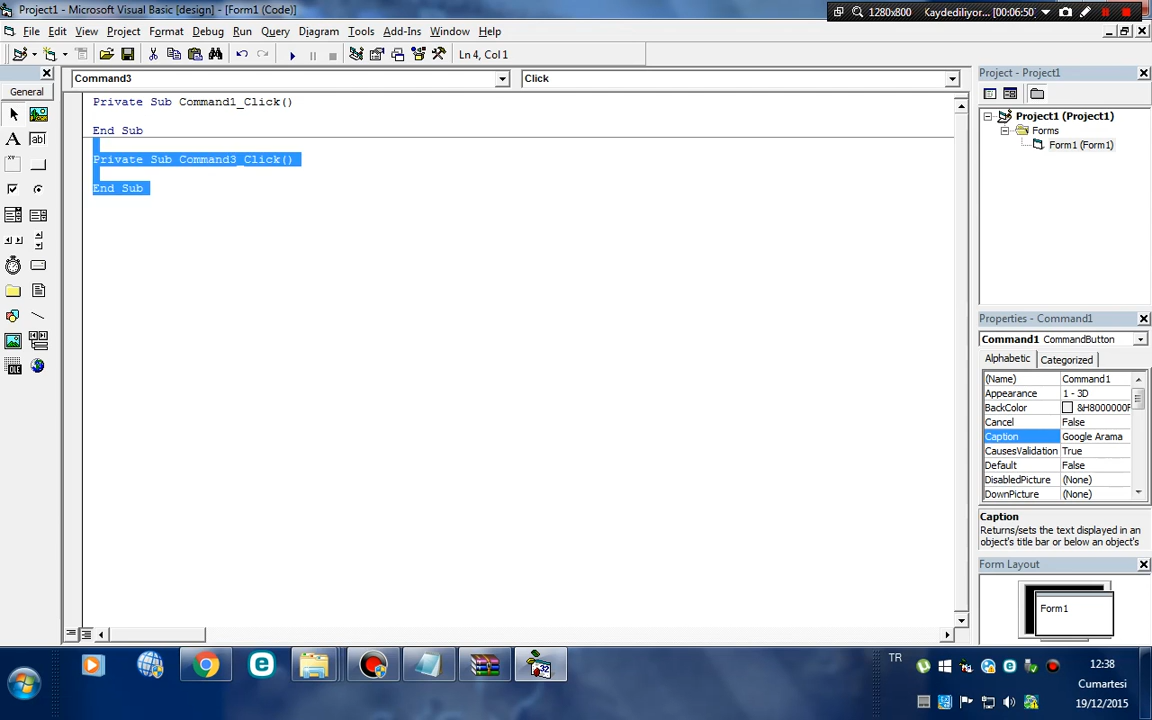 Project1 - Microsoft Visual Basic [design] - [Form1 (Code)]
1280x800 Kaydediliyor... [00:06:50]
File Edit View Project Format Debug Run Query Diagram Tools Add-Ins Window Help
Ln 4, Col 1
General
Command3
Click
Private Sub Command1_Click()
End Sub
Private Sub Command3_Click()
End Sub
Project - Project1
Project1 (Project1)
Forms
Form1 (Form1)
Properties - Command1
Command1 CommandButton
Alphabetic Categorized
(Name) Command1
Appearance 1 - 3D
BackColor &H8000000F
Cancel False
Caption Google Arama
CausesValidation True
Default False
DisabledPicture (None)
DownPicture (None)
Caption
Returns/sets the text displayed in an
object's title bar or below an object's
Form Layout
Form1
TR
12:38
Cumartesi
19/12/2015